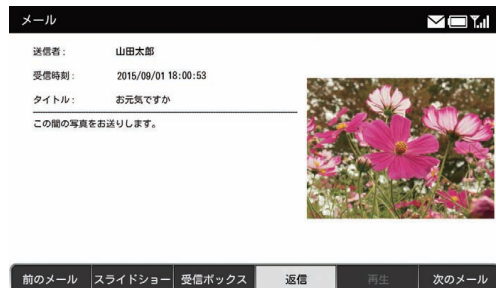 メール
送信者： 山田太郎
受信時刻： 2015/09/01 18:00:53
タイトル： お元気ですか
この間の写真をお送りします。
前のメール スライドショー 受信ボックス 返信 再生 次のメール